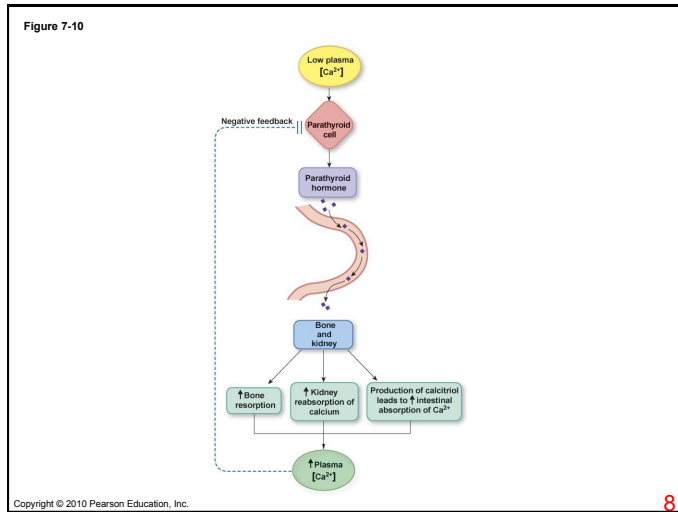 Figure 7-10
Low plasma
[Ca²⁺]
Negative feedback
Parathyroid
cell
Parathyroid
hormone
Bone
and
kidney
↑Bone
resorption
↑Kidney
reabsorption of
calcium
Production of calcitriol
leads to ↑intestinal
absorption of Ca²⁺
↑Plasma
[Ca²⁺]
Copyright © 2010 Pearson Education, Inc.
8